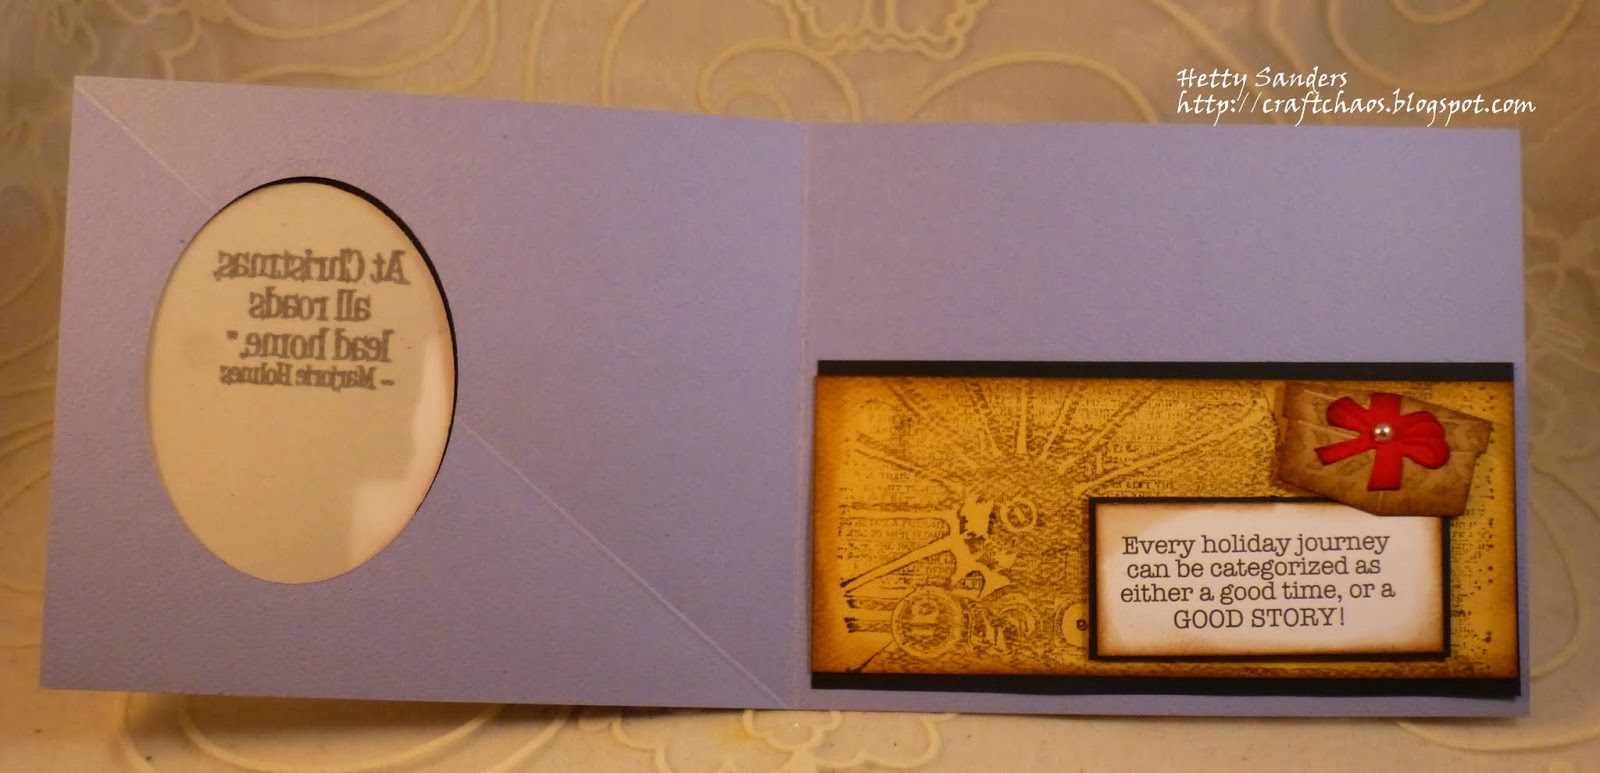 Hetty Sanders
http://craftchaos.blogspot.com
At Christmas,
all roads
lead home."
– Marjorie Holmes
Every holiday journey
can be categorized as
either a good time, or a
GOOD STORY!